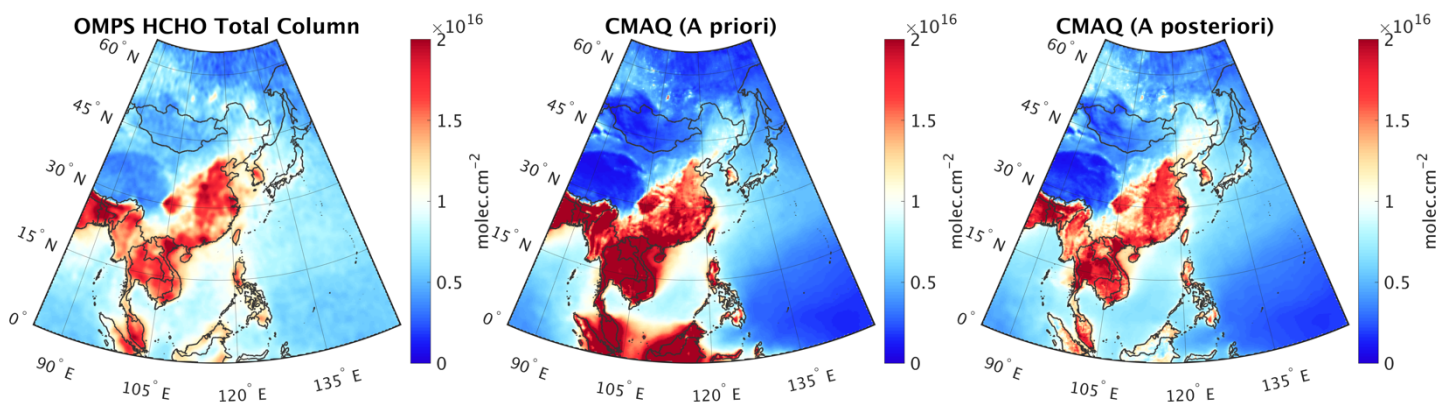 OMPS HCHO Total Column
×10^16
60° N
45° N
30° N
15° N
0°
90° E
105° E
120° E
135° E
2
1.5
1
0.5
0
molec.cm^-2
CMAQ (A priori)
×10^16
60° N
45° N
30° N
15° N
0°
90° E
105° E
120° E
135° E
2
1.5
1
0.5
0
molec.cm^-2
CMAQ (A posteriori)
×10^16
60° N
45° N
30° N
15° N
0°
90° E
105° E
120° E
135° E
2
1.5
1
0.5
0
molec.cm^-2